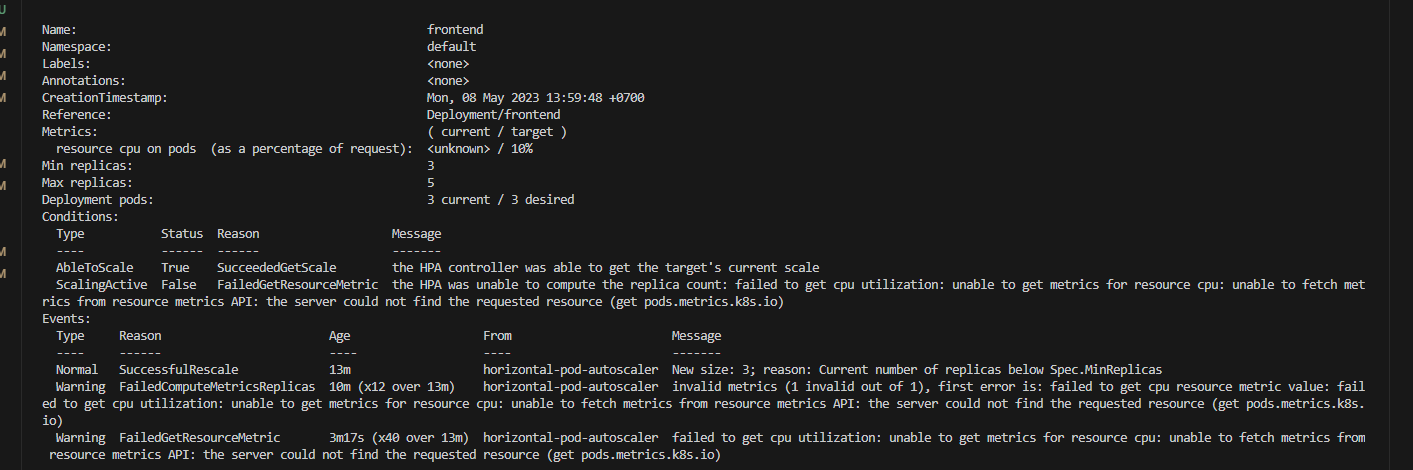 U
M
M
M
M
M
M
M
M
Name:                                                  frontend
Namespace:                                             default
Labels:                                                <none>
Annotations:                                           <none>
CreationTimestamp:                                     Mon, 08 May 2023 13:59:48 +0700
Reference:                                             Deployment/frontend
Metrics:                                               ( current / target )
  resource cpu on pods  (as a percentage of request):  <unknown> / 10%
Min replicas:                                          3
Max replicas:                                          5
Deployment pods:                                       3 current / 3 desired
Conditions:
  Type           Status  Reason                   Message
  ----           ------  ------                   -------
  AbleToScale    True    SucceededGetScale        the HPA controller was able to get the target's current scale
  ScalingActive  False   FailedGetResourceMetric  the HPA was unable to compute the replica count: failed to get cpu utilization: unable to get metrics for resource cpu: unable to fetch met
rics from resource metrics API: the server could not find the requested resource (get pods.metrics.k8s.io)
Events:
  Type     Reason                        Age                   From                       Message
  ----     ------                        ----                  ----                       -------
  Normal   SuccessfulRescale             13m                   horizontal-pod-autoscaler  New size: 3; reason: Current number of replicas below Spec.MinReplicas
  Warning  FailedComputeMetricsReplicas  10m (x12 over 13m)    horizontal-pod-autoscaler  invalid metrics (1 invalid out of 1), first error is: failed to get cpu resource metric value: fail
ed to get cpu utilization: unable to get metrics for resource cpu: unable to fetch metrics from resource metrics API: the server could not find the requested resource (get pods.metrics.k8s.
io)
  Warning  FailedGetResourceMetric       3m17s (x40 over 13m)  horizontal-pod-autoscaler  failed to get cpu utilization: unable to get metrics for resource cpu: unable to fetch metrics from
 resource metrics API: the server could not find the requested resource (get pods.metrics.k8s.io)